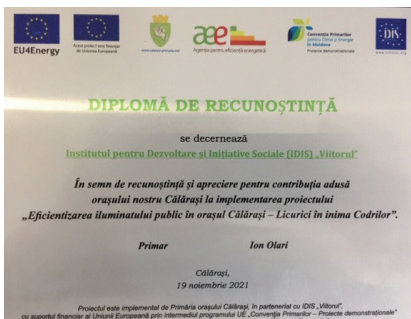 EU4Energy
Acest proiect este finanțat
de Uniunea Europeană
aee
Agenția pentru eficiență energetică
Convenția Primarilor
pentru Climă și Energie
în Moldova
Proiecte demonstraționale
IDIS
DIPLOMĂ DE RECUNOȘTINȚĂ
se decernează
Institutul pentru Dezvoltare și Inițiative Sociale (IDIS) „Viitorul”
În semn de recunoștință și apreciere pentru contribuția adusă
orașului nostru Călărași la implementarea proiectului
„Eficientizarea iluminatului public în orașul Călărași – Licurici în inima Codrilor”.
Primar Ion Olari
Călărași,
19 noiembrie 2021
Proiectul este implementat de Primăria orașului Călărași, în parteneriat cu IDIS „Viitorul”,
cu suportul financiar al Uniunii Europeană prin intermediul programului UE „Convenția Primarilor – Proiecte demonstraționale”